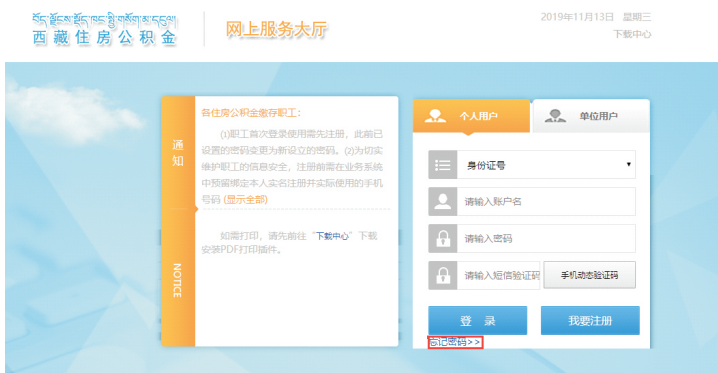 西藏住房公积金
网上服务大厅
2019年11月13日 星期三
下载中心
通知
NOTICE
各住房公积金缴存职工：
(1)职工首次登录使用需先注册，此前已
设置的密码变更为新设立的密码。(2)为切实
维护职工的信息安全，注册前需在业务系统
中预留绑定本人实名注册并实际使用的手机
号码 (显示全部)
如需打印，请先前往“下载中心”下载
安装PDF打印插件。
个人用户
单位用户
身份证号
请输入账户名
请输入密码
请输入短信验证码
手机动态验证码
登 录
我要注册
忘记密码>>